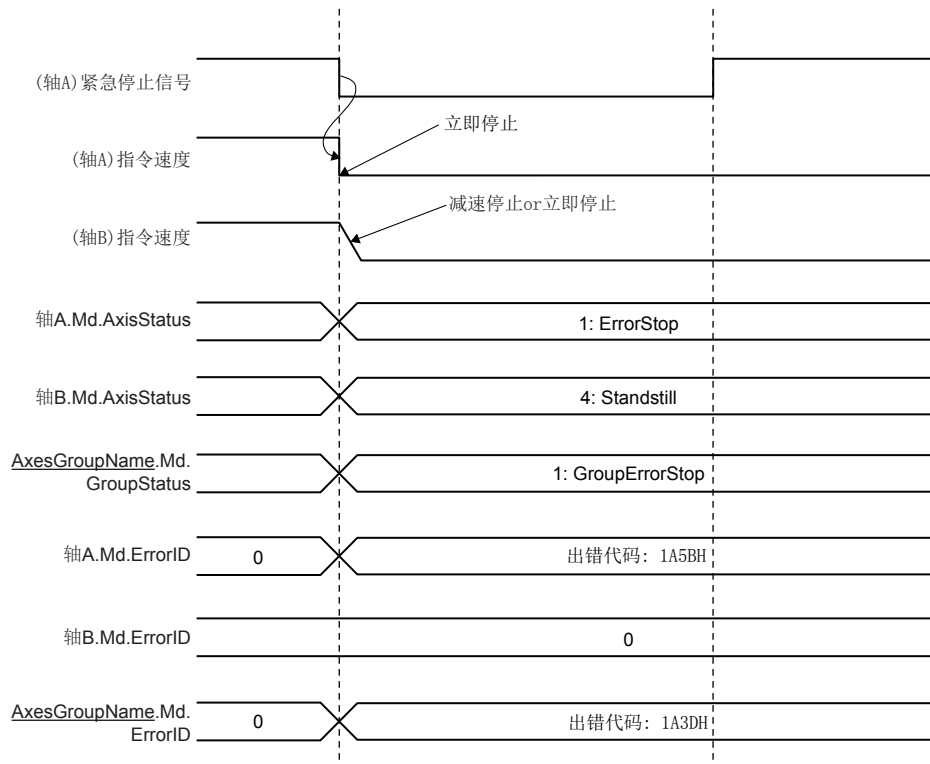 (轴A)紧急停止信号
立即停止
(轴A)指令速度
减速停止or立即停止
(轴B)指令速度
轴A.Md.AxisStatus
1: ErrorStop
轴B.Md.AxisStatus
4: Standstill
AxesGroupName.Md.
GroupStatus
1: GroupErrorStop
轴A.Md.ErrorID
0
出错代码: 1A5BH
轴B.Md.ErrorID
0
AxesGroupName.Md.
ErrorID
0
出错代码: 1A3DH